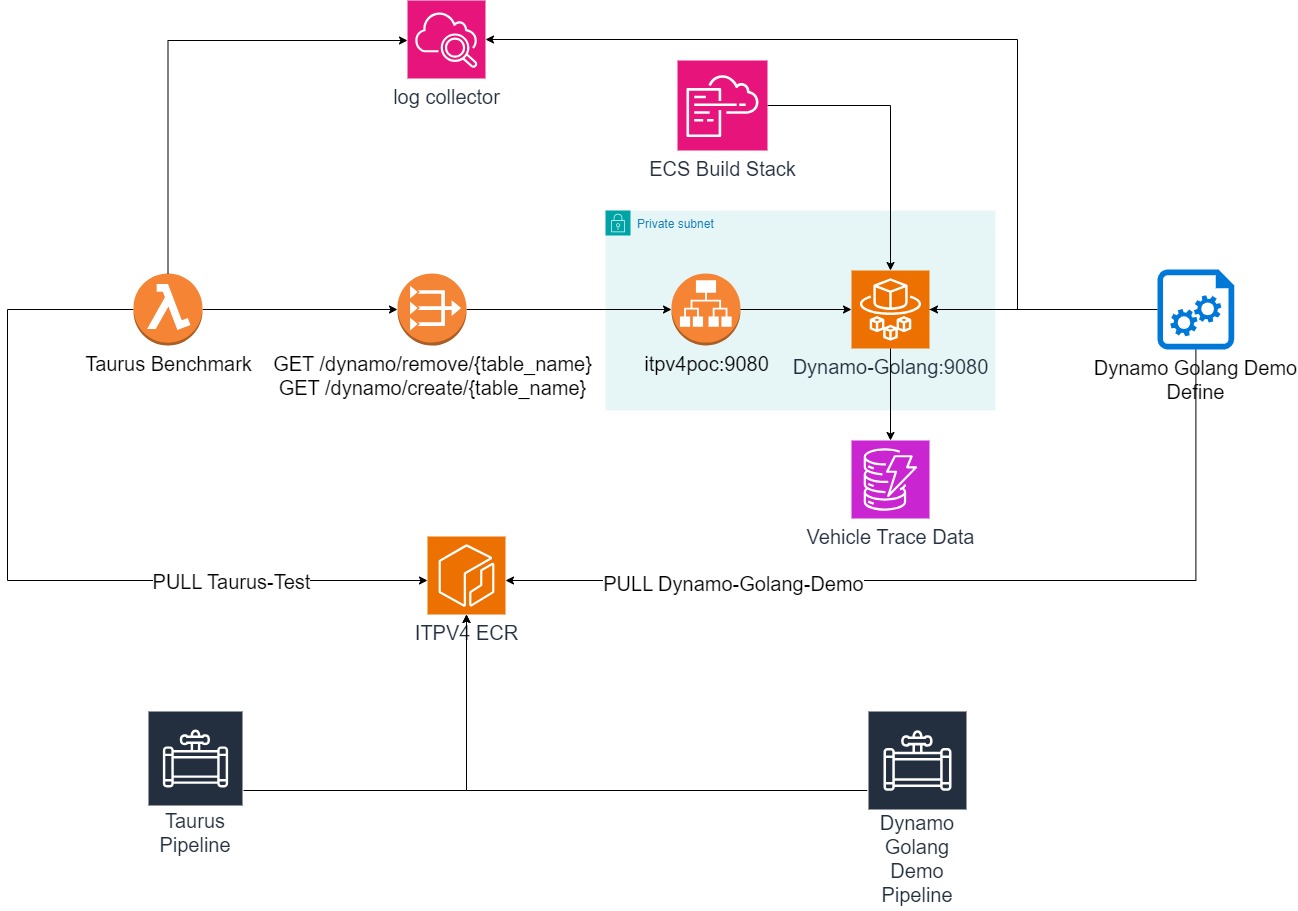 log collector
ECS Build Stack
Private subnet
Taurus Benchmark
GET /dynamo/remove/{table_name}
GET /dynamo/create/{table_name}
itpv4poc:9080
Dynamo-Golang:9080
Dynamo Golang Demo
Define
Vehicle Trace Data
PULL Taurus-Test
PULL Dynamo-Golang-Demo
ITPV4 ECR
Taurus
Pipeline
Dynamo
Golang
Demo
Pipeline